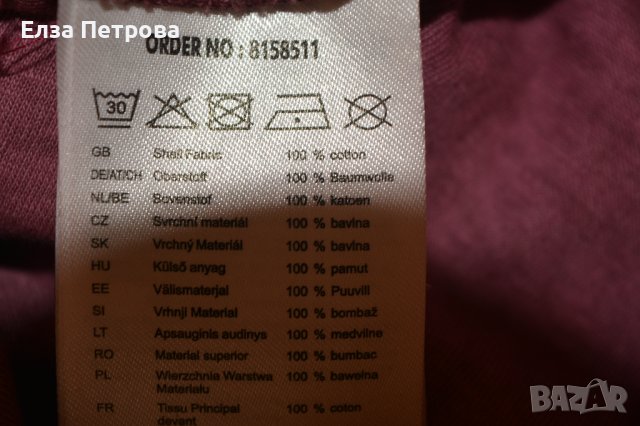 Елза Петрова
ORDER NO : 8158511
30
GB Shell Fabric 100 % cotton
DE/AT/CH Oberstoff 100 % Baumwolle
NL/BE Bovenstof 100 % katoen
CZ Svrchní materiál 100 % bavlna
SK Vrchný Materiál 100 % bavlna
HU Külső anyag 100 % pamut
EE Välismaterjal 100 % Puuvill
SI Vrhnji Material 100 % bombaž
LT Apsauginis audinys 100 % medvilne
RO Material superior 100 % bumbac
PL Wierzchnia Warstwa 100 % bawelna
Materiału
FR Tissu Principal 100 % coton
devant
BAZAR